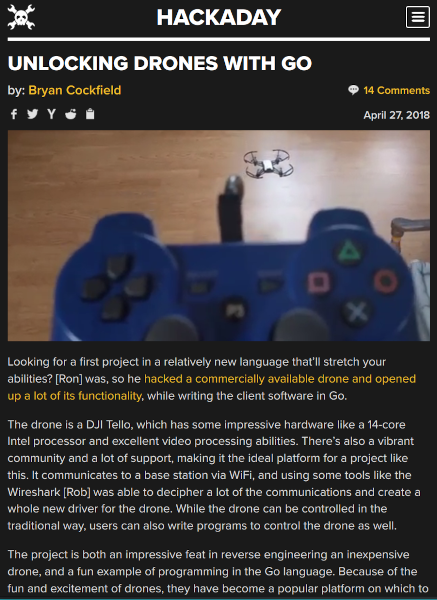 HACKADAY
UNLOCKING DRONES WITH GO
by: Bryan Cockfield
14 Comments
April 27, 2018
Looking for a first project in a relatively new language that'll stretch your
abilities? [Ron] was, so he hacked a commercially available drone and opened
up a lot of its functionality, while writing the client software in Go.
The drone is a DJI Tello, which has some impressive hardware like a 14-core
Intel processor and excellent video processing abilities. There's also a vibrant
community and a lot of support, making it the ideal platform for a project like
this. It communicates to a base station via WiFi, and using some tools like the
Wireshark [Rob] was able to decipher a lot of the communications and create a
whole new driver for the drone. While the drone can be controlled in the
traditional way, users can also write programs to control the drone as well.
The project is both an impressive feat in reverse engineering an inexpensive
drone, and a fun example of programming in the Go language. Because of the
fun and excitement of drones, they have become a popular platform on which to